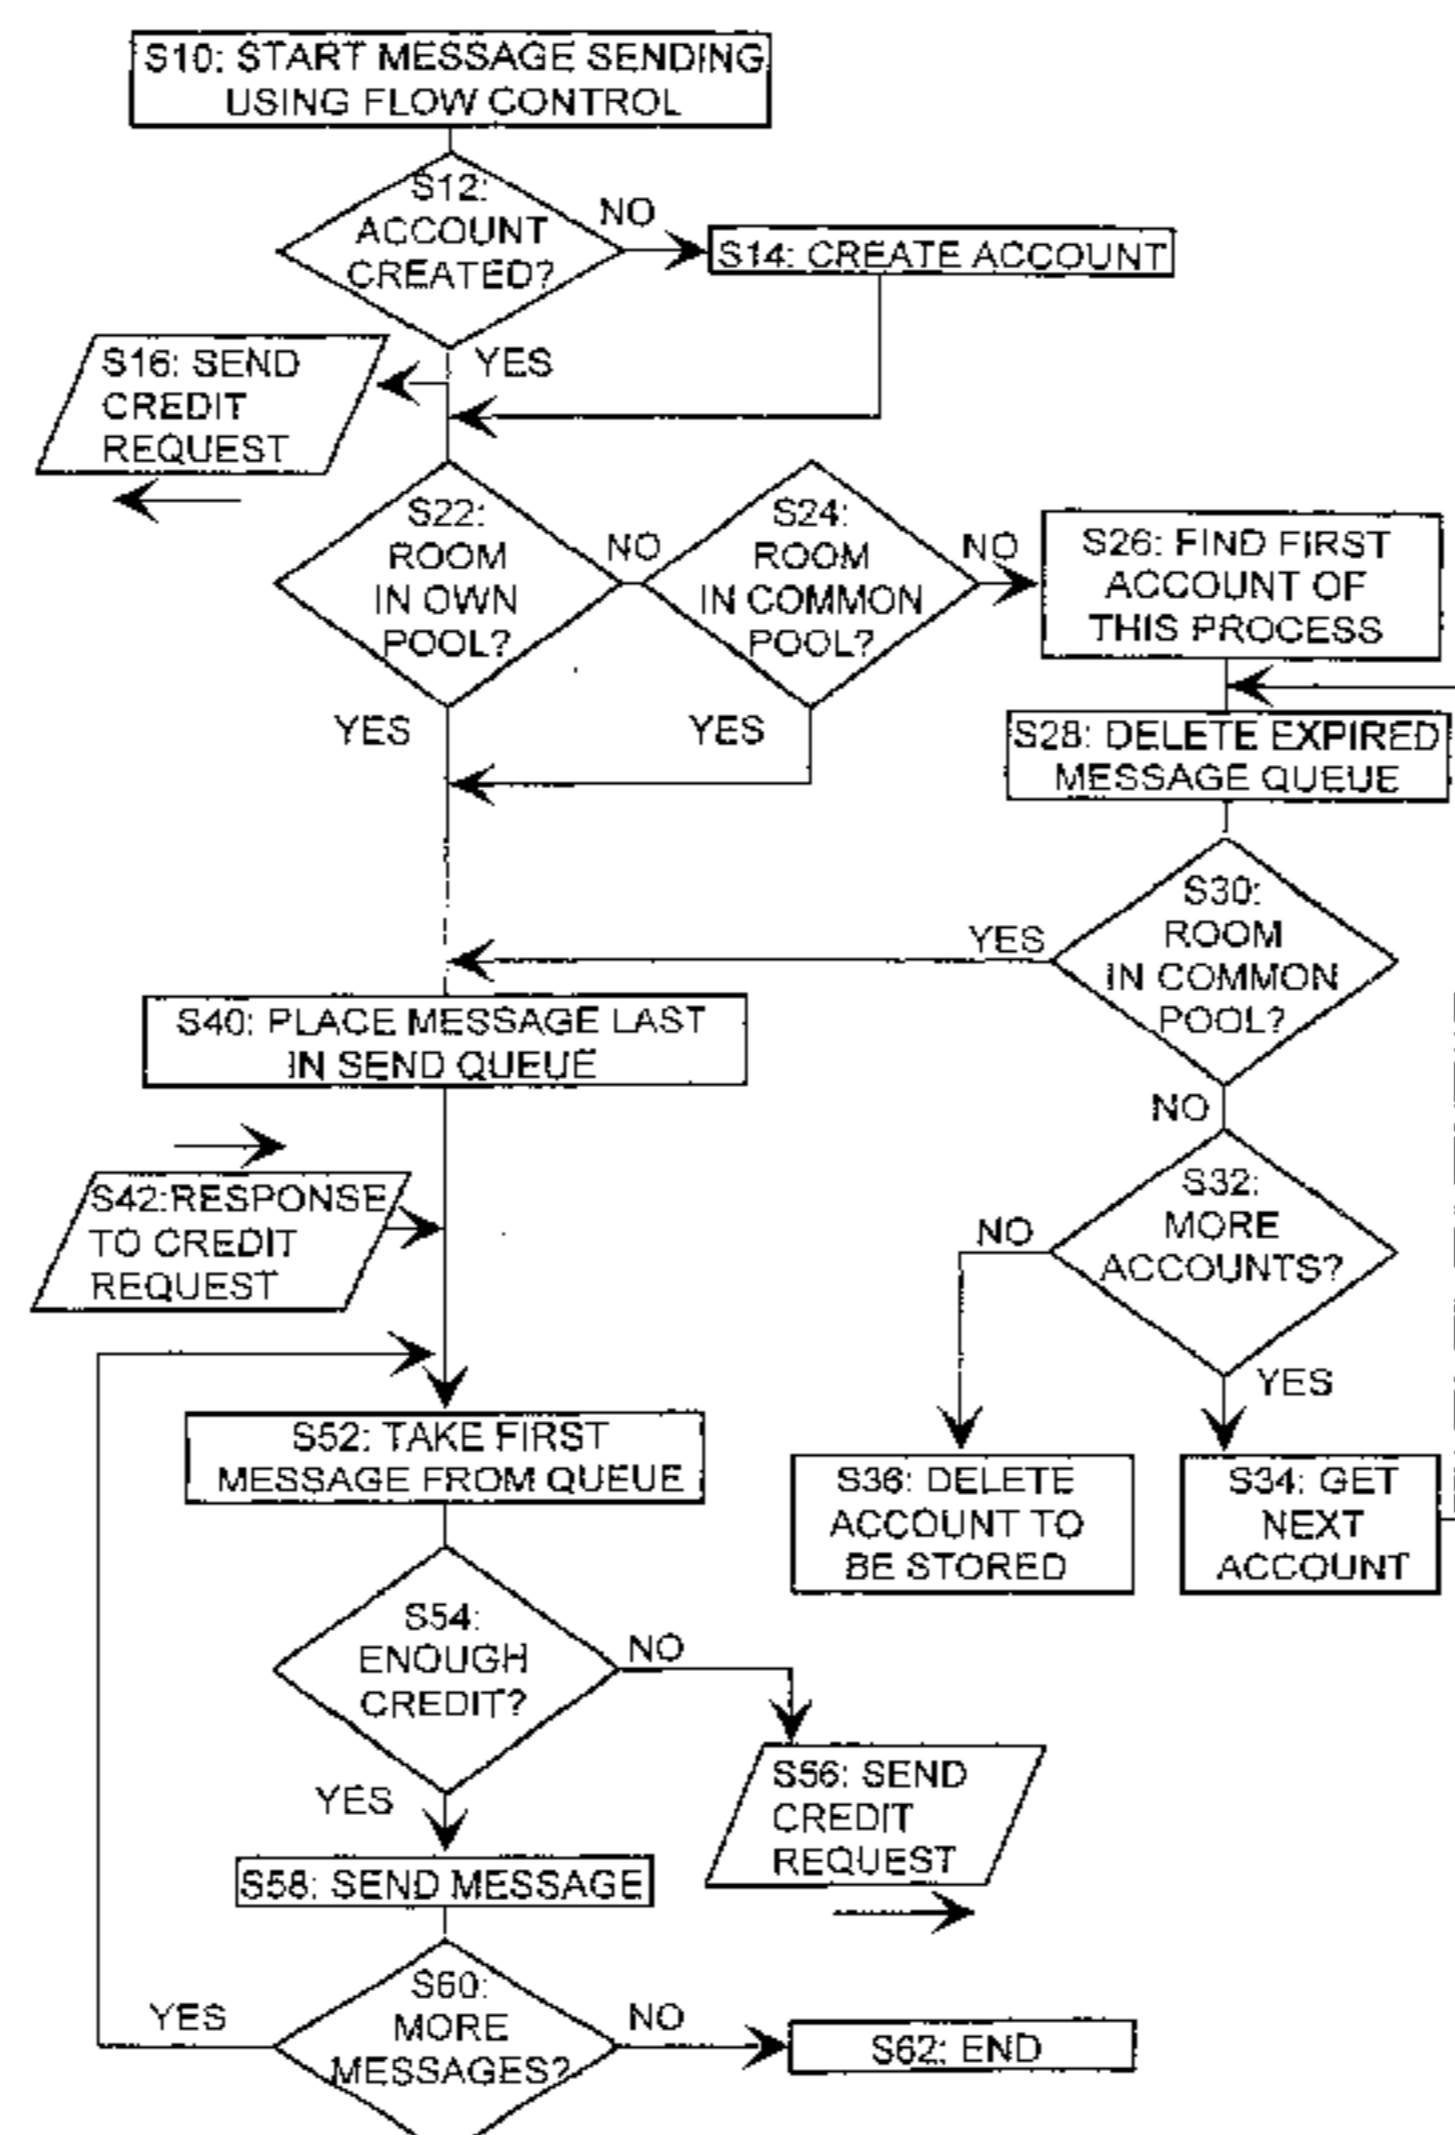 S10: START MESSAGE SENDING
USING FLOW CONTROL
S12:
ACCOUNT
CREATED?
NO
S14: CREATE ACCOUNT
YES
S16: SEND
CREDIT
REQUEST
S22:
ROOM
IN OWN
POOL?
NO
S24:
ROOM
IN COMMON
POOL?
NO
S26: FIND FIRST
ACCOUNT OF
THIS PROCESS
YES
YES
S28: DELETE EXPIRED
MESSAGE QUEUE
S30:
ROOM
IN COMMON
POOL?
YES
NO
S40: PLACE MESSAGE LAST
IN SEND QUEUE
S32:
MORE
ACCOUNTS?
NO
YES
S42:RESPONSE
TO CREDIT
REQUEST
S52: TAKE FIRST
MESSAGE FROM QUEUE
S36: DELETE
ACCOUNT TO
BE STORED
S34: GET
NEXT
ACCOUNT
S54:
ENOUGH
CREDIT?
NO
YES
S56: SEND
CREDIT
REQUEST
S58: SEND MESSAGE
S60:
MORE
MESSAGES?
YES
NO
S62: END